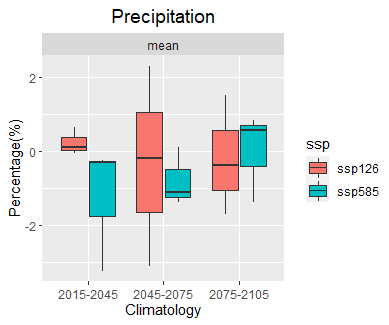 Precipitation
mean
Percentage(%)
2
0
-2
2015-2045 2045-2075 2075-2105
Climatology
ssp
ssp126
ssp585